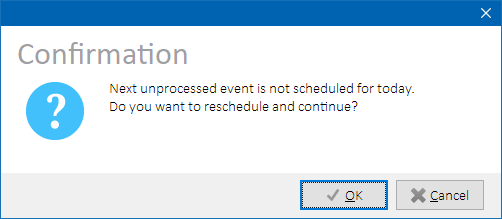 Confirmation
Next unprocessed event is not scheduled for today.
Do you want to reschedule and continue?
OK
Cancel